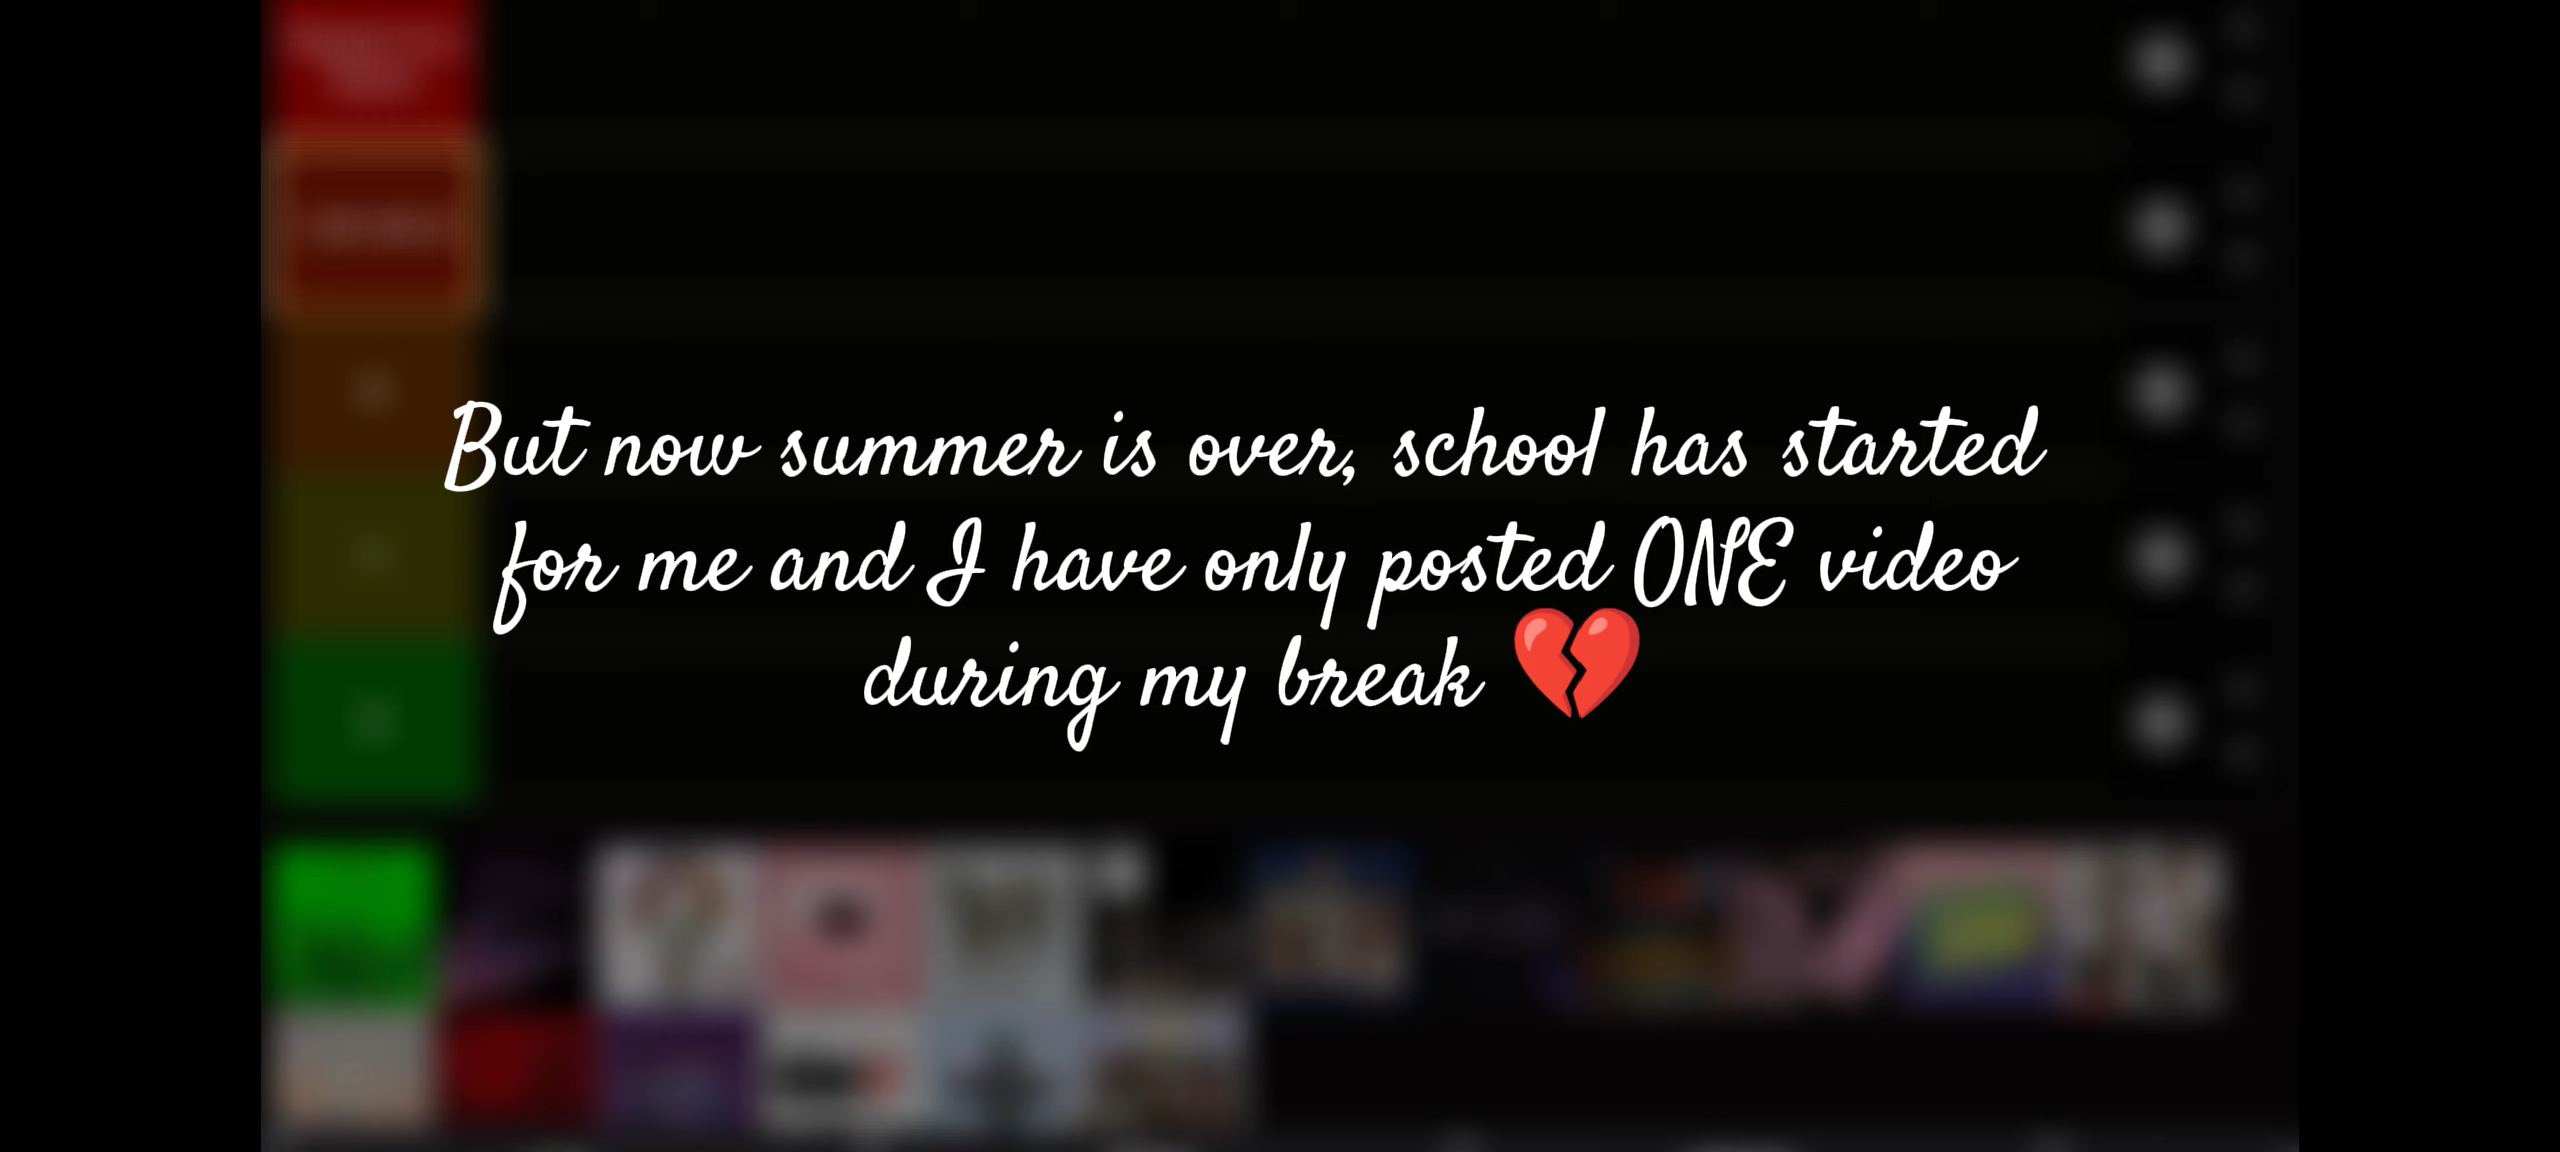 But now summer is over, school has started
for me and I have only posted ONE video
during my break 💔